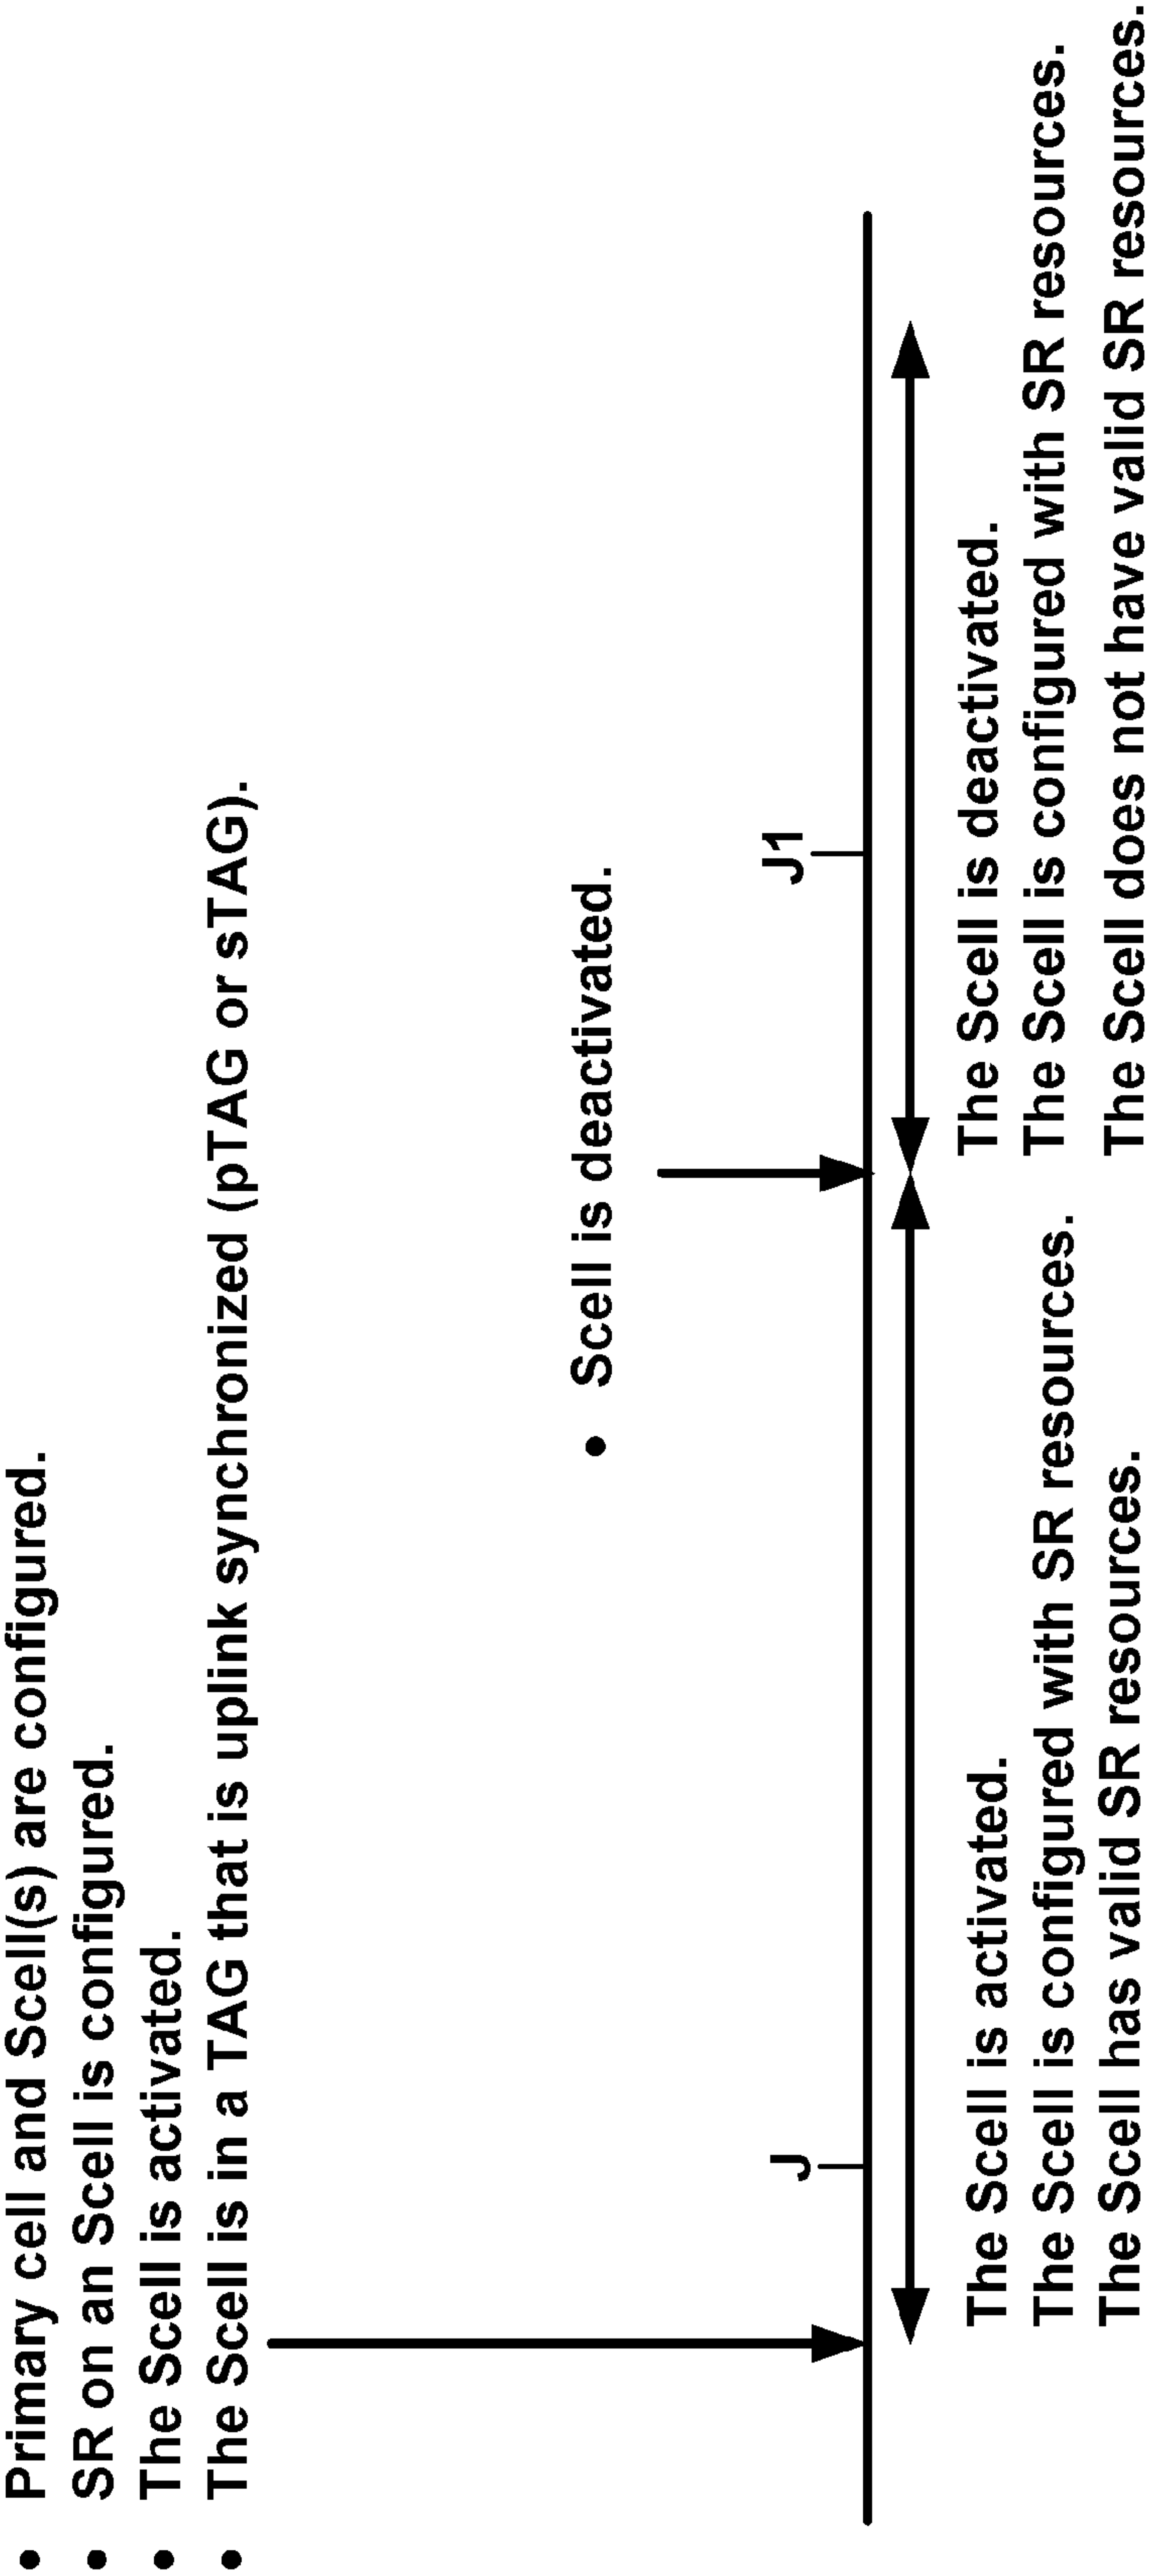 • Primary cell and Scell(s) are configured.
• SR on an Scell is configured.
• The Scell is activated.
• The Scell is in a TAG that is uplink synchronized (pTAG or sTAG).
• Scell is deactivated.
J
J1
The Scell is activated.
The Scell is configured with SR resources.
The Scell has valid SR resources.
The Scell is deactivated.
The Scell is configured with SR resources.
The Scell does not have valid SR resources.